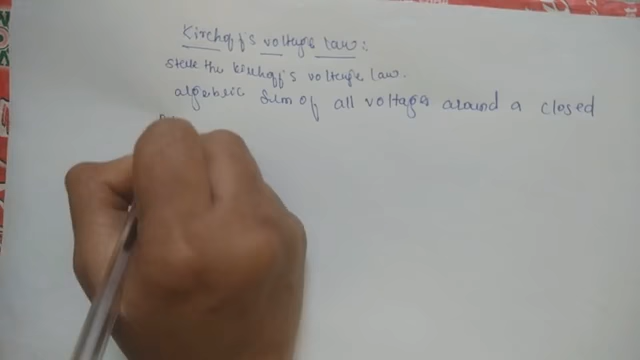 Kirchoff's voltage law:
state the kirchoff's voltage law.
algebric sum of all voltages around a closed